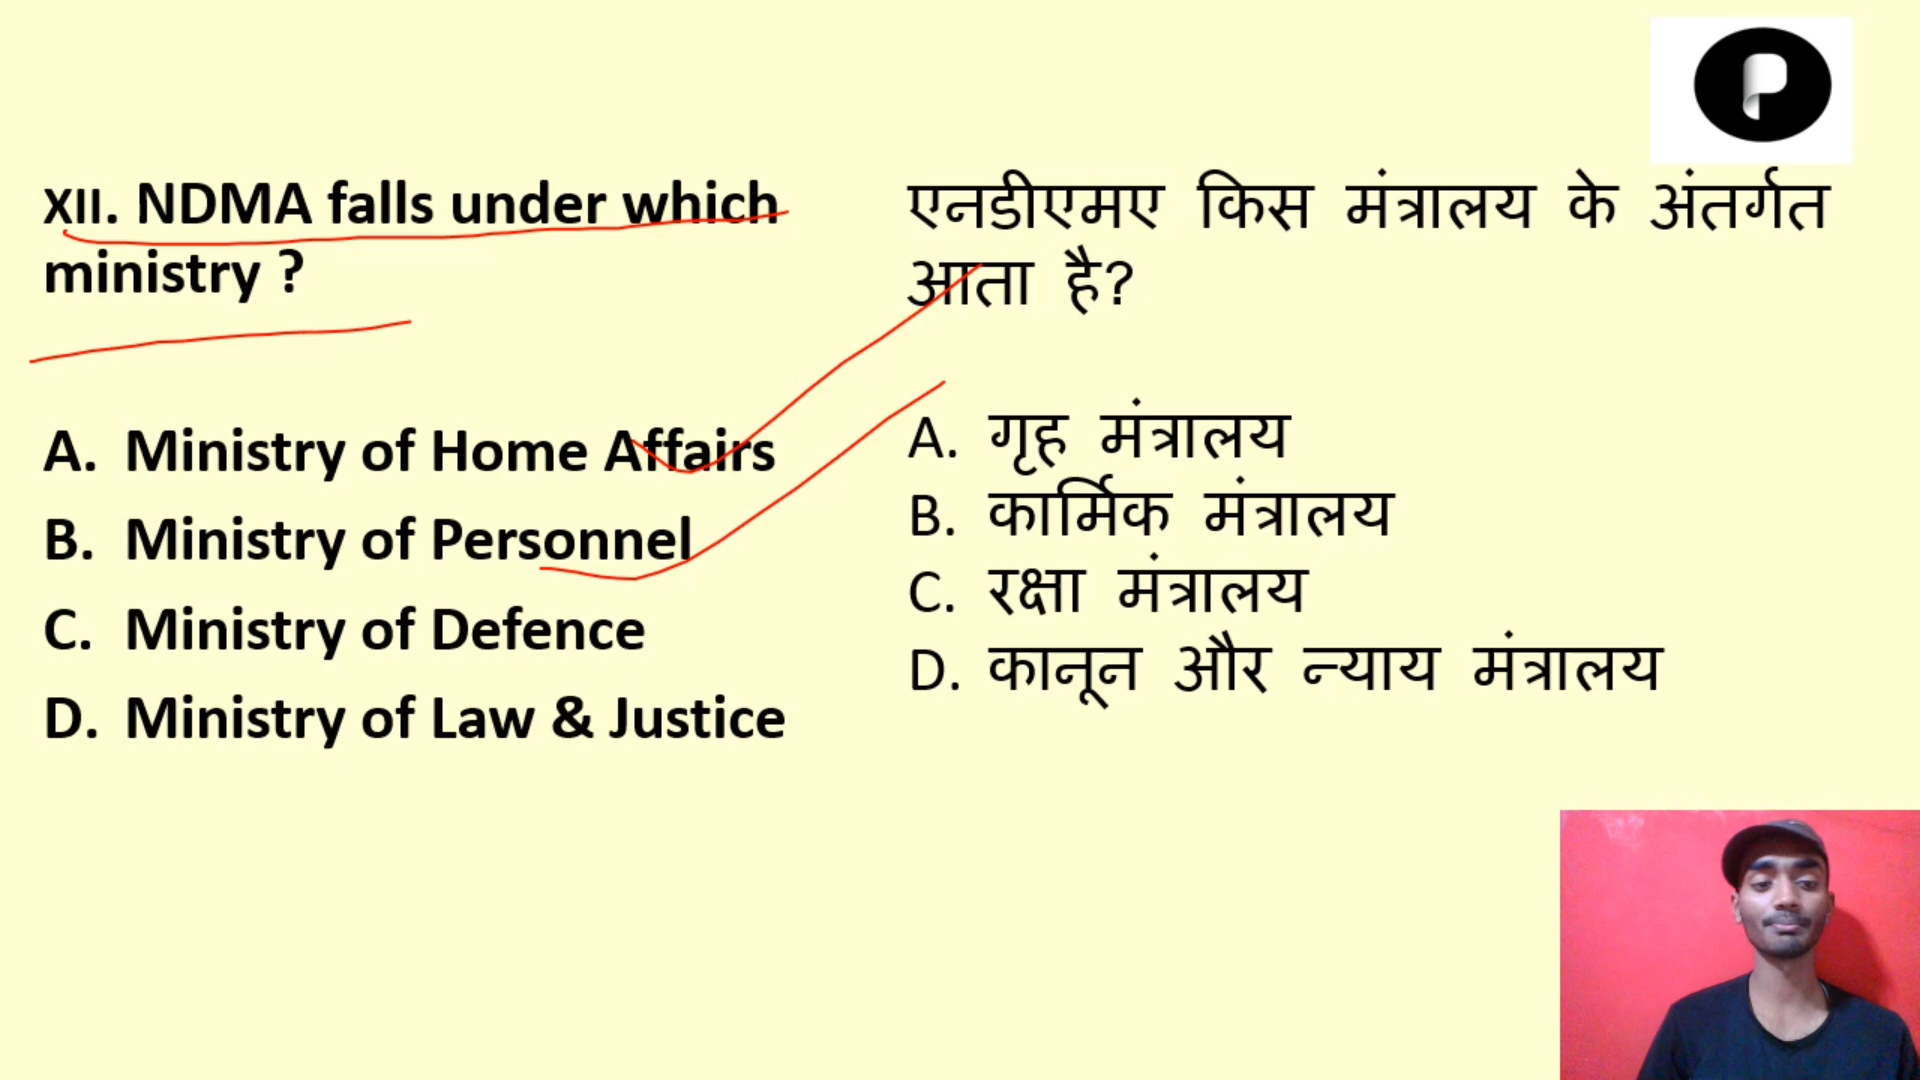 XII. NDMA falls under which
ministry ?
A. Ministry of Home Affairs
B. Ministry of Personnel
C. Ministry of Defence
D. Ministry of Law & Justice
P
एनडीएमए किस मंत्रालय के अंतर्गत
आता है?
A. गृह मंत्रालय
B. कार्मिक मंत्रालय
C. रक्षा मंत्रालय
D. कानून और न्याय मंत्रालय